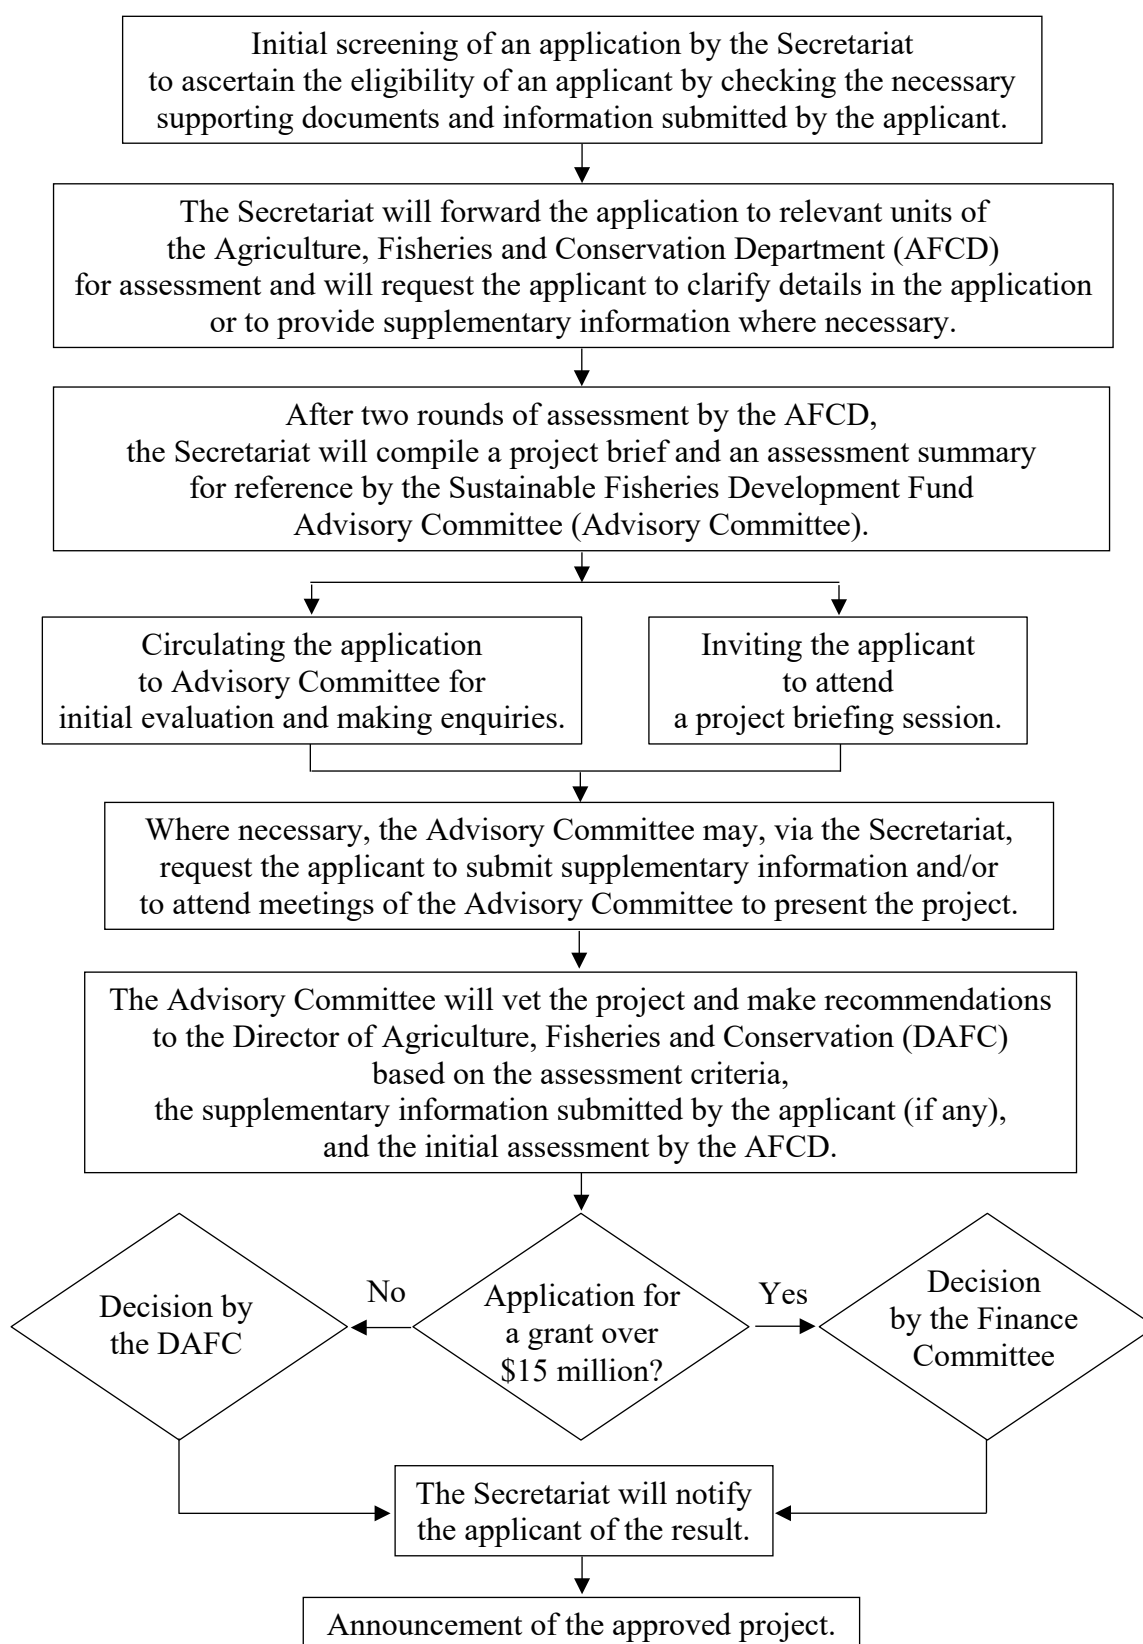 Initial screening of an application by the Secretariat
to ascertain the eligibility of an applicant by checking the necessary
supporting documents and information submitted by the applicant.
The Secretariat will forward the application to relevant units of
the Agriculture, Fisheries and Conservation Department (AFCD)
for assessment and will request the applicant to clarify details in the application
or to provide supplementary information where necessary.
After two rounds of assessment by the AFCD,
the Secretariat will compile a project brief and an assessment summary
for reference by the Sustainable Fisheries Development Fund
Advisory Committee (Advisory Committee).
Circulating the application
to Advisory Committee for
initial evaluation and making enquiries.
Inviting the applicant
to attend
a project briefing session.
Where necessary, the Advisory Committee may, via the Secretariat,
request the applicant to submit supplementary information and/or
to attend meetings of the Advisory Committee to present the project.
The Advisory Committee will vet the project and make recommendations
to the Director of Agriculture, Fisheries and Conservation (DAFC)
based on the assessment criteria,
the supplementary information submitted by the applicant (if any),
and the initial assessment by the AFCD.
Decision by
the DAFC
No
Application for
a grant over
$15 million?
Yes
Decision
by the Finance
Committee
The Secretariat will notify
the applicant of the result.
Announcement of the approved project.